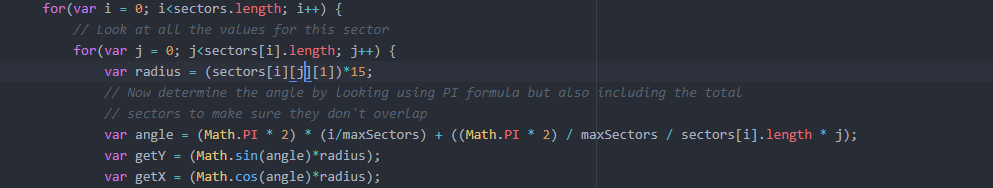 for(var i = 0; i<sectors.length; i++) {
// Look at all the values for this sector
for(var j = 0; j<sectors[i].length; j++) {
var radius = (sectors[i][j][1])*15;
// Now determine the angle by looking using PI formula but also including the total
// sectors to make sure they don't overlap
var angle = (Math.PI * 2) * (i/maxSectors) + ((Math.PI * 2) / maxSectors / sectors[i].length * j);
var getY = (Math.sin(angle)*radius);
var getX = (Math.cos(angle)*radius);